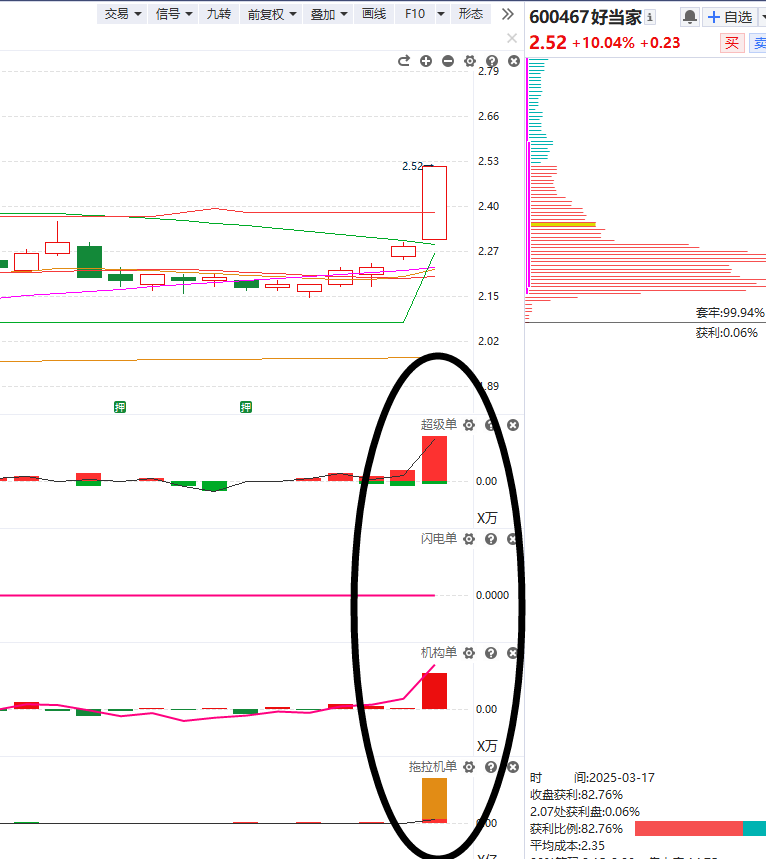 交易 信号 九转 前复权 叠加 画线 F10 形态
600467好当家
自选
2.52 +10.04% +0.23 买 卖
2.79
2.66
2.53
2.52
2.40
2.27
2.15
2.02
1.89
套牢:99.94%
获利:0.06%
押 押
超级单
0.00
X万
闪电单
0.0000
机构单
0.00
X万
拖拉机单
0.00
时 间:2025-03-17
收盘获利:82.76%
2.07处获利盘:0.06%
获利比例:82.76%
平均成本:2.35